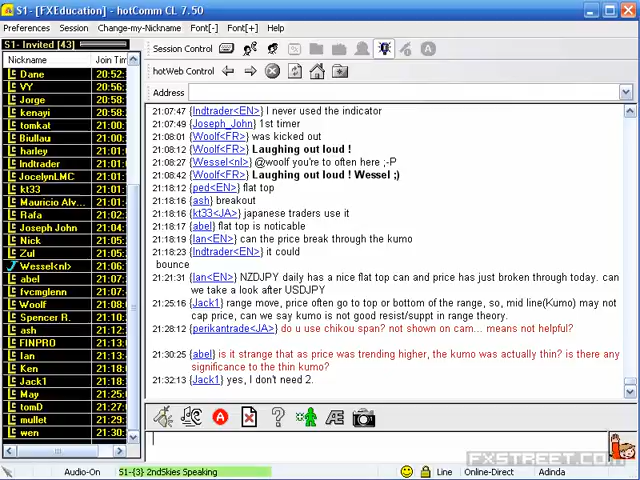 S1- [FXEducation] - hotComm CL 7.50
Preferences Session Change-my-Nickname Font[-] Font[+] Help
S1- Invited [43]
Session Control
Nickname Join Tim
hotWeb Control
Address
Dane 20:52:
VY 20:56:
Jorge 20:58:
kenayi 20:58:
tomkat 21:00:
Biullau 21:00:
harley 21:00:
Indtrader 21:00:
JocelynLMC 21:00:
kt33 21:00:
Mauricio Alv... 21:00:
Rafa 21:02:
Joseph John 21:04:
Nick 21:05:
Zul 21:05:
Wessel<nl> 21:06:
abel 21:07:
fvcmglenn 21:07:
Woolf 21:08:
Spencer R. 21:08:
ash 21:12:
FINPRO 21:12:
Ian 21:13:
Ken 21:18:
Jack1 21:18:
May 21:25:
tomD 21:27:
mullet 21:29:
wen 21:30:
21:07:47 {Indtrader<EN>} I never used the indicator
21:07:49 {Joseph_John} 1st timer
21:08:01 {Woolf<FR>} was kicked out
21:08:12 {Woolf<FR>} Laughing out loud !
21:08:27 {Wessel<nl>} @woolf you're to often here ;-P
21:08:42 {Woolf<FR>} Laughing out loud ! Wessel ;)
21:18:12 {ped<EN>} flat top
21:18:16 {ash} breakout
21:18:16 {kt33<JA>} japanese traders use it
21:18:17 {abel} flat top is noticable
21:18:19 {Ian<EN>} can the price break through the kumo
21:18:23 {Indtrader<EN>} it could
bounce
21:21:31 {Ian<EN>} NZDJPY daily has a nice flat top can and price has just broken through today. can
we take a look after USDJPY
21:25:16 {Jack1} range move, price often go to top or bottom of the range, so, mid line(Kumo) may not
cap price, can we say kumo is not good resist/suppt in range theory.
21:28:12 {perikantrade<JA>} do u use chikou span? not shown on cam... means not helpful?
21:30:25 {abel} is it strange that as price was trending higher, the kumo was actually thin? is there any
significance to the thin kumo?
21:32:13 {Jack1} yes, I don't need 2.
FXSTREET.COM
Audio-On S1-{3} 2ndSkies Speaking Line Online-Direct Adinda